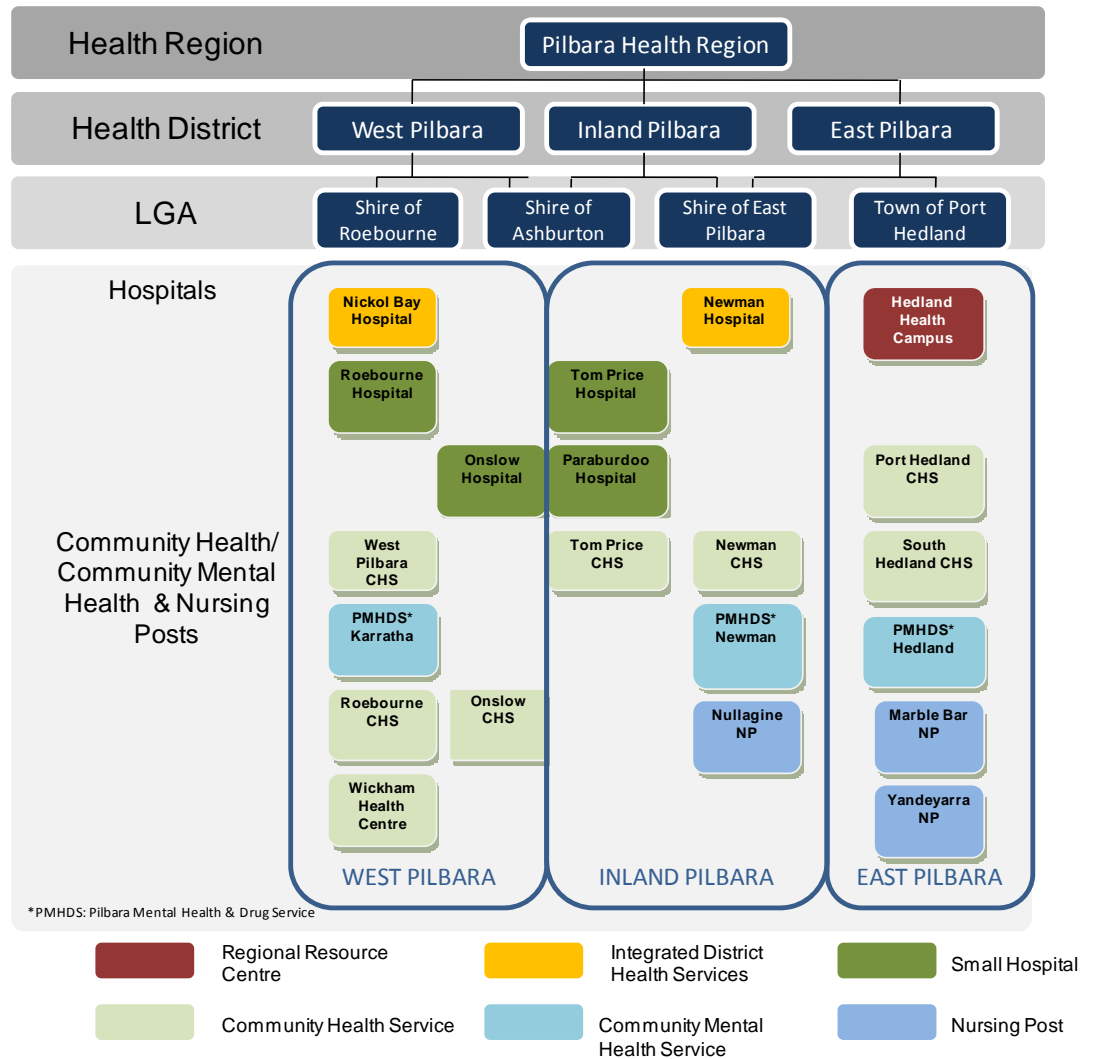 Health Region
Pilbara Health Region
Health District
West Pilbara
Inland Pilbara
East Pilbara
LGA
Shire of
Roebourne
Shire of
Ashburton
Shire of East
Pilbara
Town of Port
Hedland
Hospitals
Nickol Bay
Hospital
Newman
Hospital
Hedland
Health
Campus
Roebourne
Hospital
Tom Price
Hospital
Onslow
Hospital
Paraburdoo
Hospital
Port Hedland
CHS
Community Health/
Community Mental
Health & Nursing
Posts
West
Pilbara
CHS
Tom Price
CHS
Newman
CHS
South
Hedland CHS
PMHDS*
Karratha
PMHDS*
Newman
PMHDS*
Hedland
Roebourne
CHS
Onslow
CHS
Nullagine
NP
Marble Bar
NP
Wickham
Health
Centre
Yandeyarra
NP
WEST PILBARA
INLAND PILBARA
EAST PILBARA
*PMHDS: Pilbara Mental Health & Drug Service
Regional Resource
Centre
Integrated District
Health Services
Small Hospital
Community Health Service
Community Mental
Health Service
Nursing Post